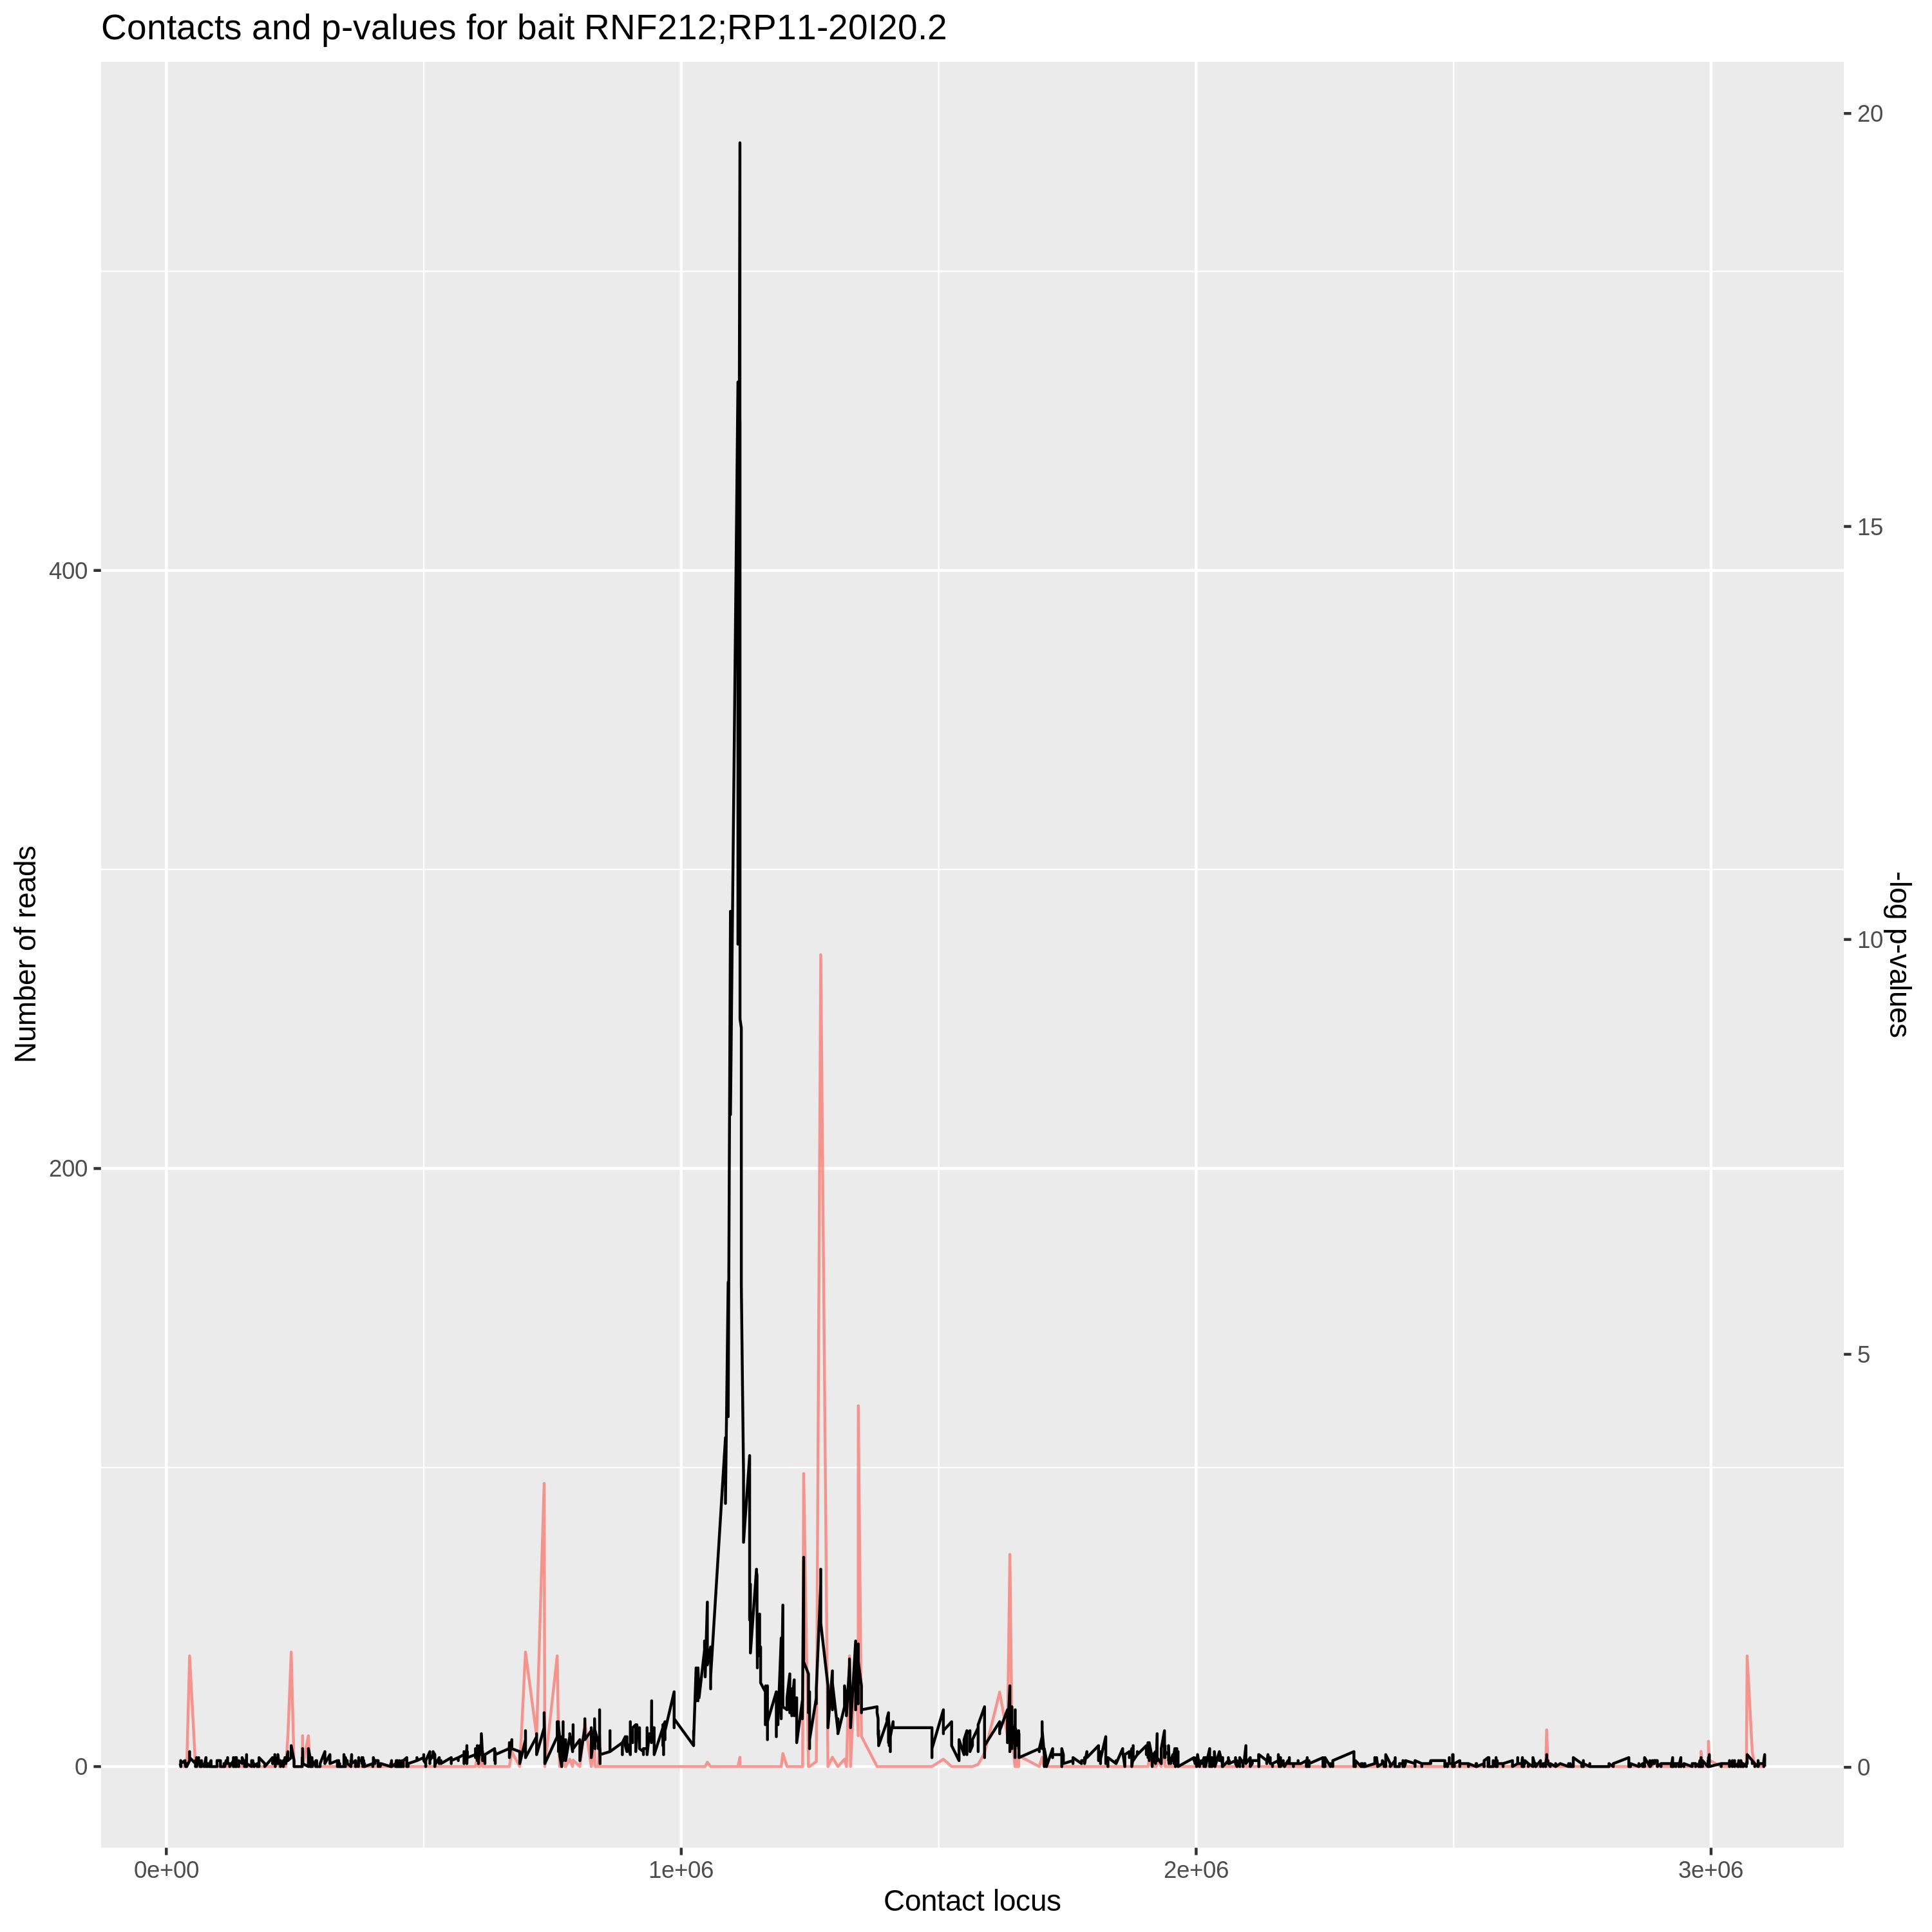 Contacts and p-values for bait RNF212;RP11-20I20.2
Number of reads
400
200
0
20
15
10
5
0
-log p-values
0e+00
1e+06
2e+06
3e+06
Contact locus